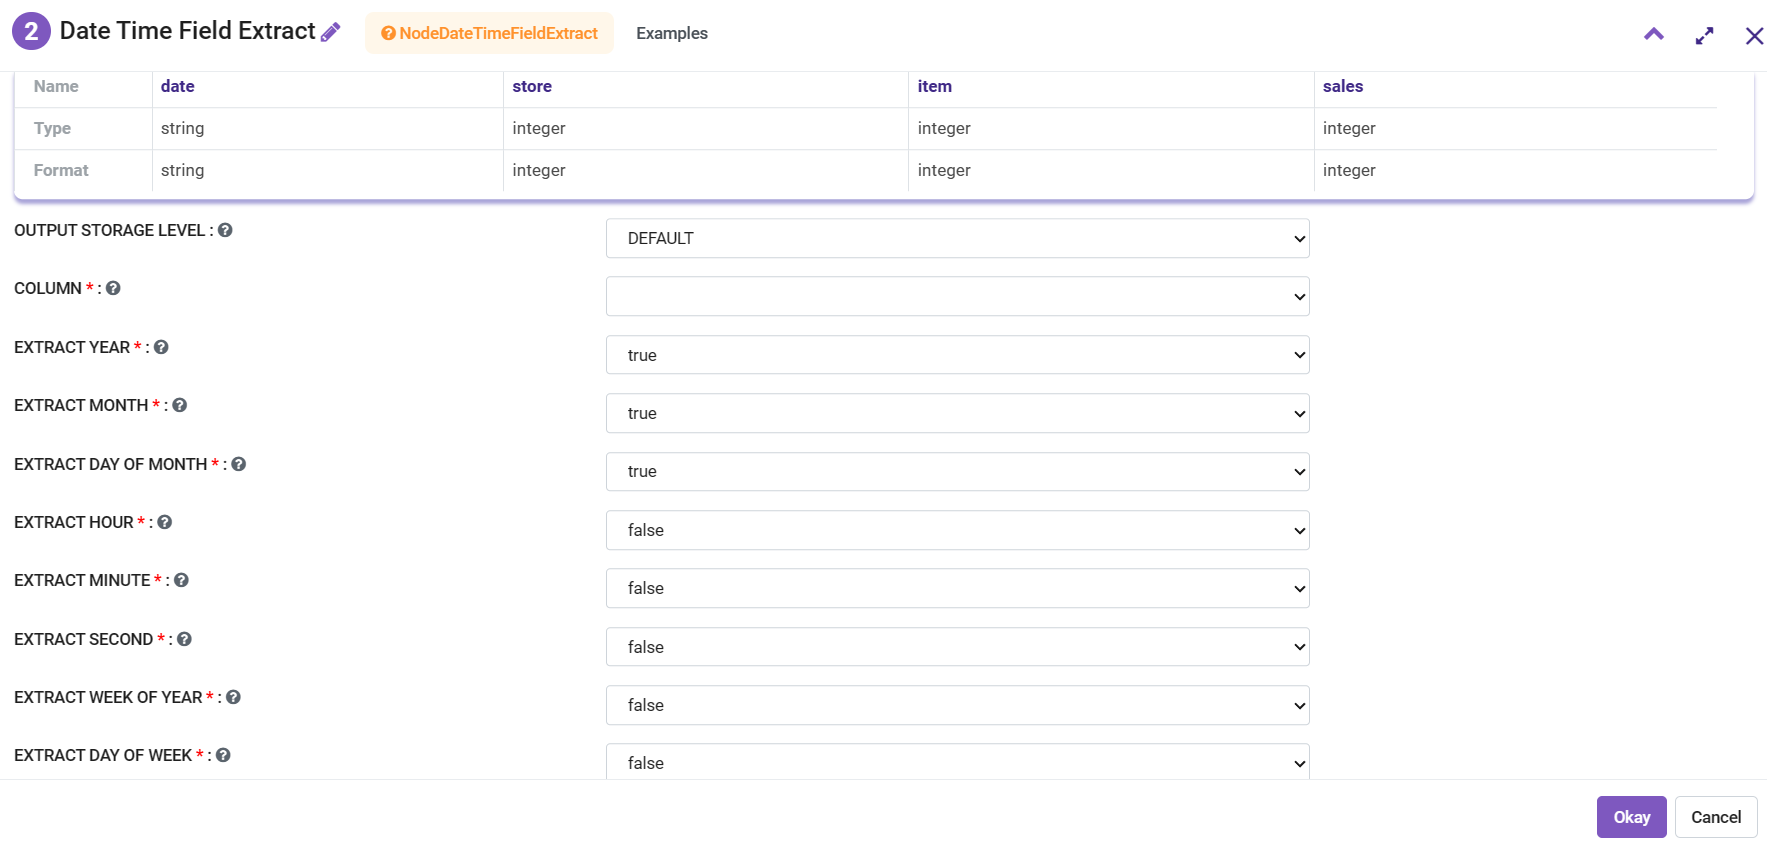 2 Date Time Field Extract NodeDateTimeFieldExtract Examples
Name date store item sales
Type string integer integer integer
Format string integer integer integer
OUTPUT STORAGE LEVEL : DEFAULT
COLUMN * :
EXTRACT YEAR * : true
EXTRACT MONTH * : true
EXTRACT DAY OF MONTH * : true
EXTRACT HOUR * : false
EXTRACT MINUTE * : false
EXTRACT SECOND * : false
EXTRACT WEEK OF YEAR * : false
EXTRACT DAY OF WEEK * : false
Okay Cancel